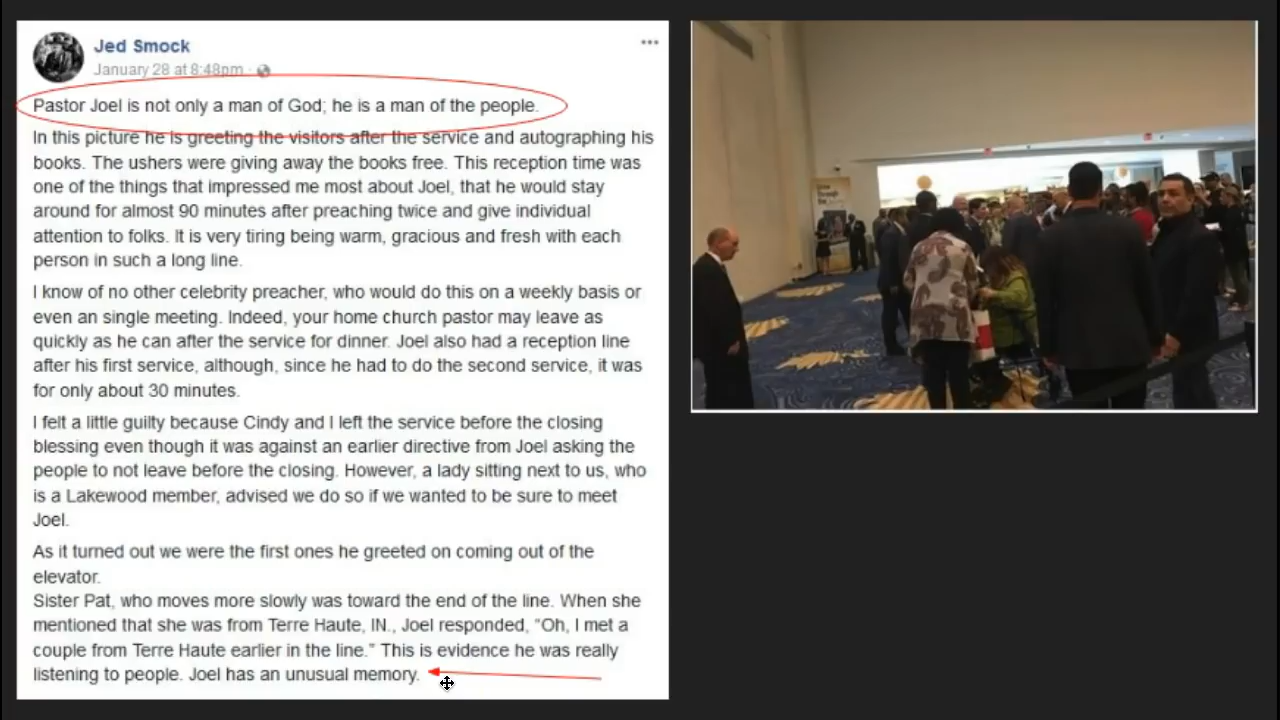 Jed Smock
January 28 at 8:48pm ·
Pastor Joel is not only a man of God; he is a man of the people.
In this picture he is greeting the visitors after the service and autographing his
books. The ushers were giving away the books free. This reception time was
one of the things that impressed me most about Joel, that he would stay
around for almost 90 minutes after preaching twice and give individual
attention to folks. It is very tiring being warm, gracious and fresh with each
person in such a long line.
I know of no other celebrity preacher, who would do this on a weekly basis or
even an single meeting. Indeed, your home church pastor may leave as
quickly as he can after the service for dinner. Joel also had a reception line
after his first service, although, since he had to do the second service, it was
for only about 30 minutes.
I felt a little guilty because Cindy and I left the service before the closing
blessing even though it was against an earlier directive from Joel asking the
people to not leave before the closing. However, a lady sitting next to us, who
is a Lakewood member, advised we do so if we wanted to be sure to meet
Joel.
As it turned out we were the first ones he greeted on coming out of the
elevator.
Sister Pat, who moves more slowly was toward the end of the line. When she
mentioned that she was from Terre Haute, IN., Joel responded, “Oh, I met a
couple from Terre Haute earlier in the line.” This is evidence he was really
listening to people. Joel has an unusual memory.